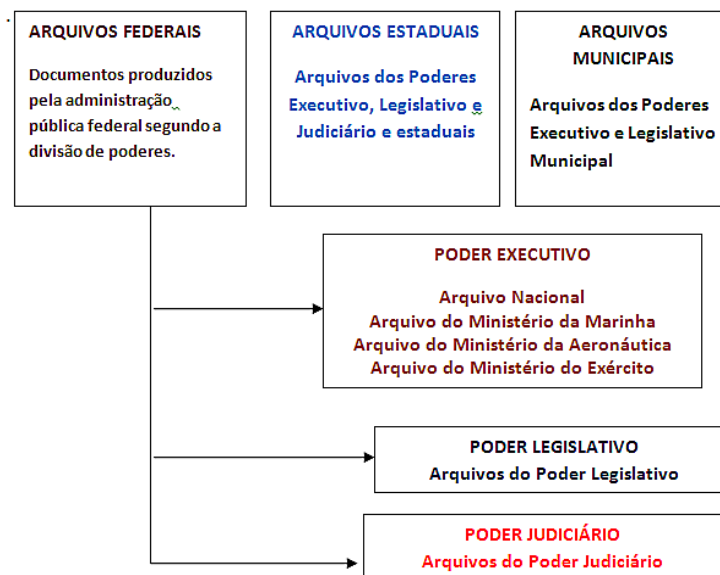 ARQUIVOS FEDERAIS
Documentos produzidos
pela administração
pública federal segundo a
divisão de poderes.
ARQUIVOS ESTADUAIS
Arquivos dos Poderes
Executivo, Legislativo e
Judiciário e estaduais
ARQUIVOS
MUNICIPAIS
Arquivos dos Poderes
Executivo e Legislativo
Municipal
PODER EXECUTIVO
Arquivo Nacional
Arquivo do Ministério da Marinha
Arquivo do Ministério da Aeronáutica
Arquivo do Ministério do Exército
PODER LEGISLATIVO
Arquivos do Poder Legislativo
PODER JUDICIÁRIO
Arquivos do Poder Judiciário